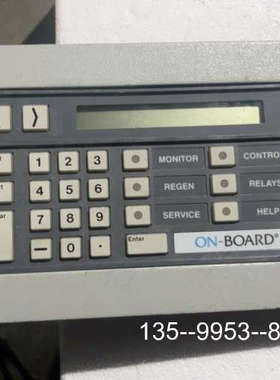 MONITOR CONTRO
1 2 3
4 5 6
REGEN RELAYS
7 8 9
SERVICE HELP
— 0 ·
Enter
ON-BOARD®
135--9953--8